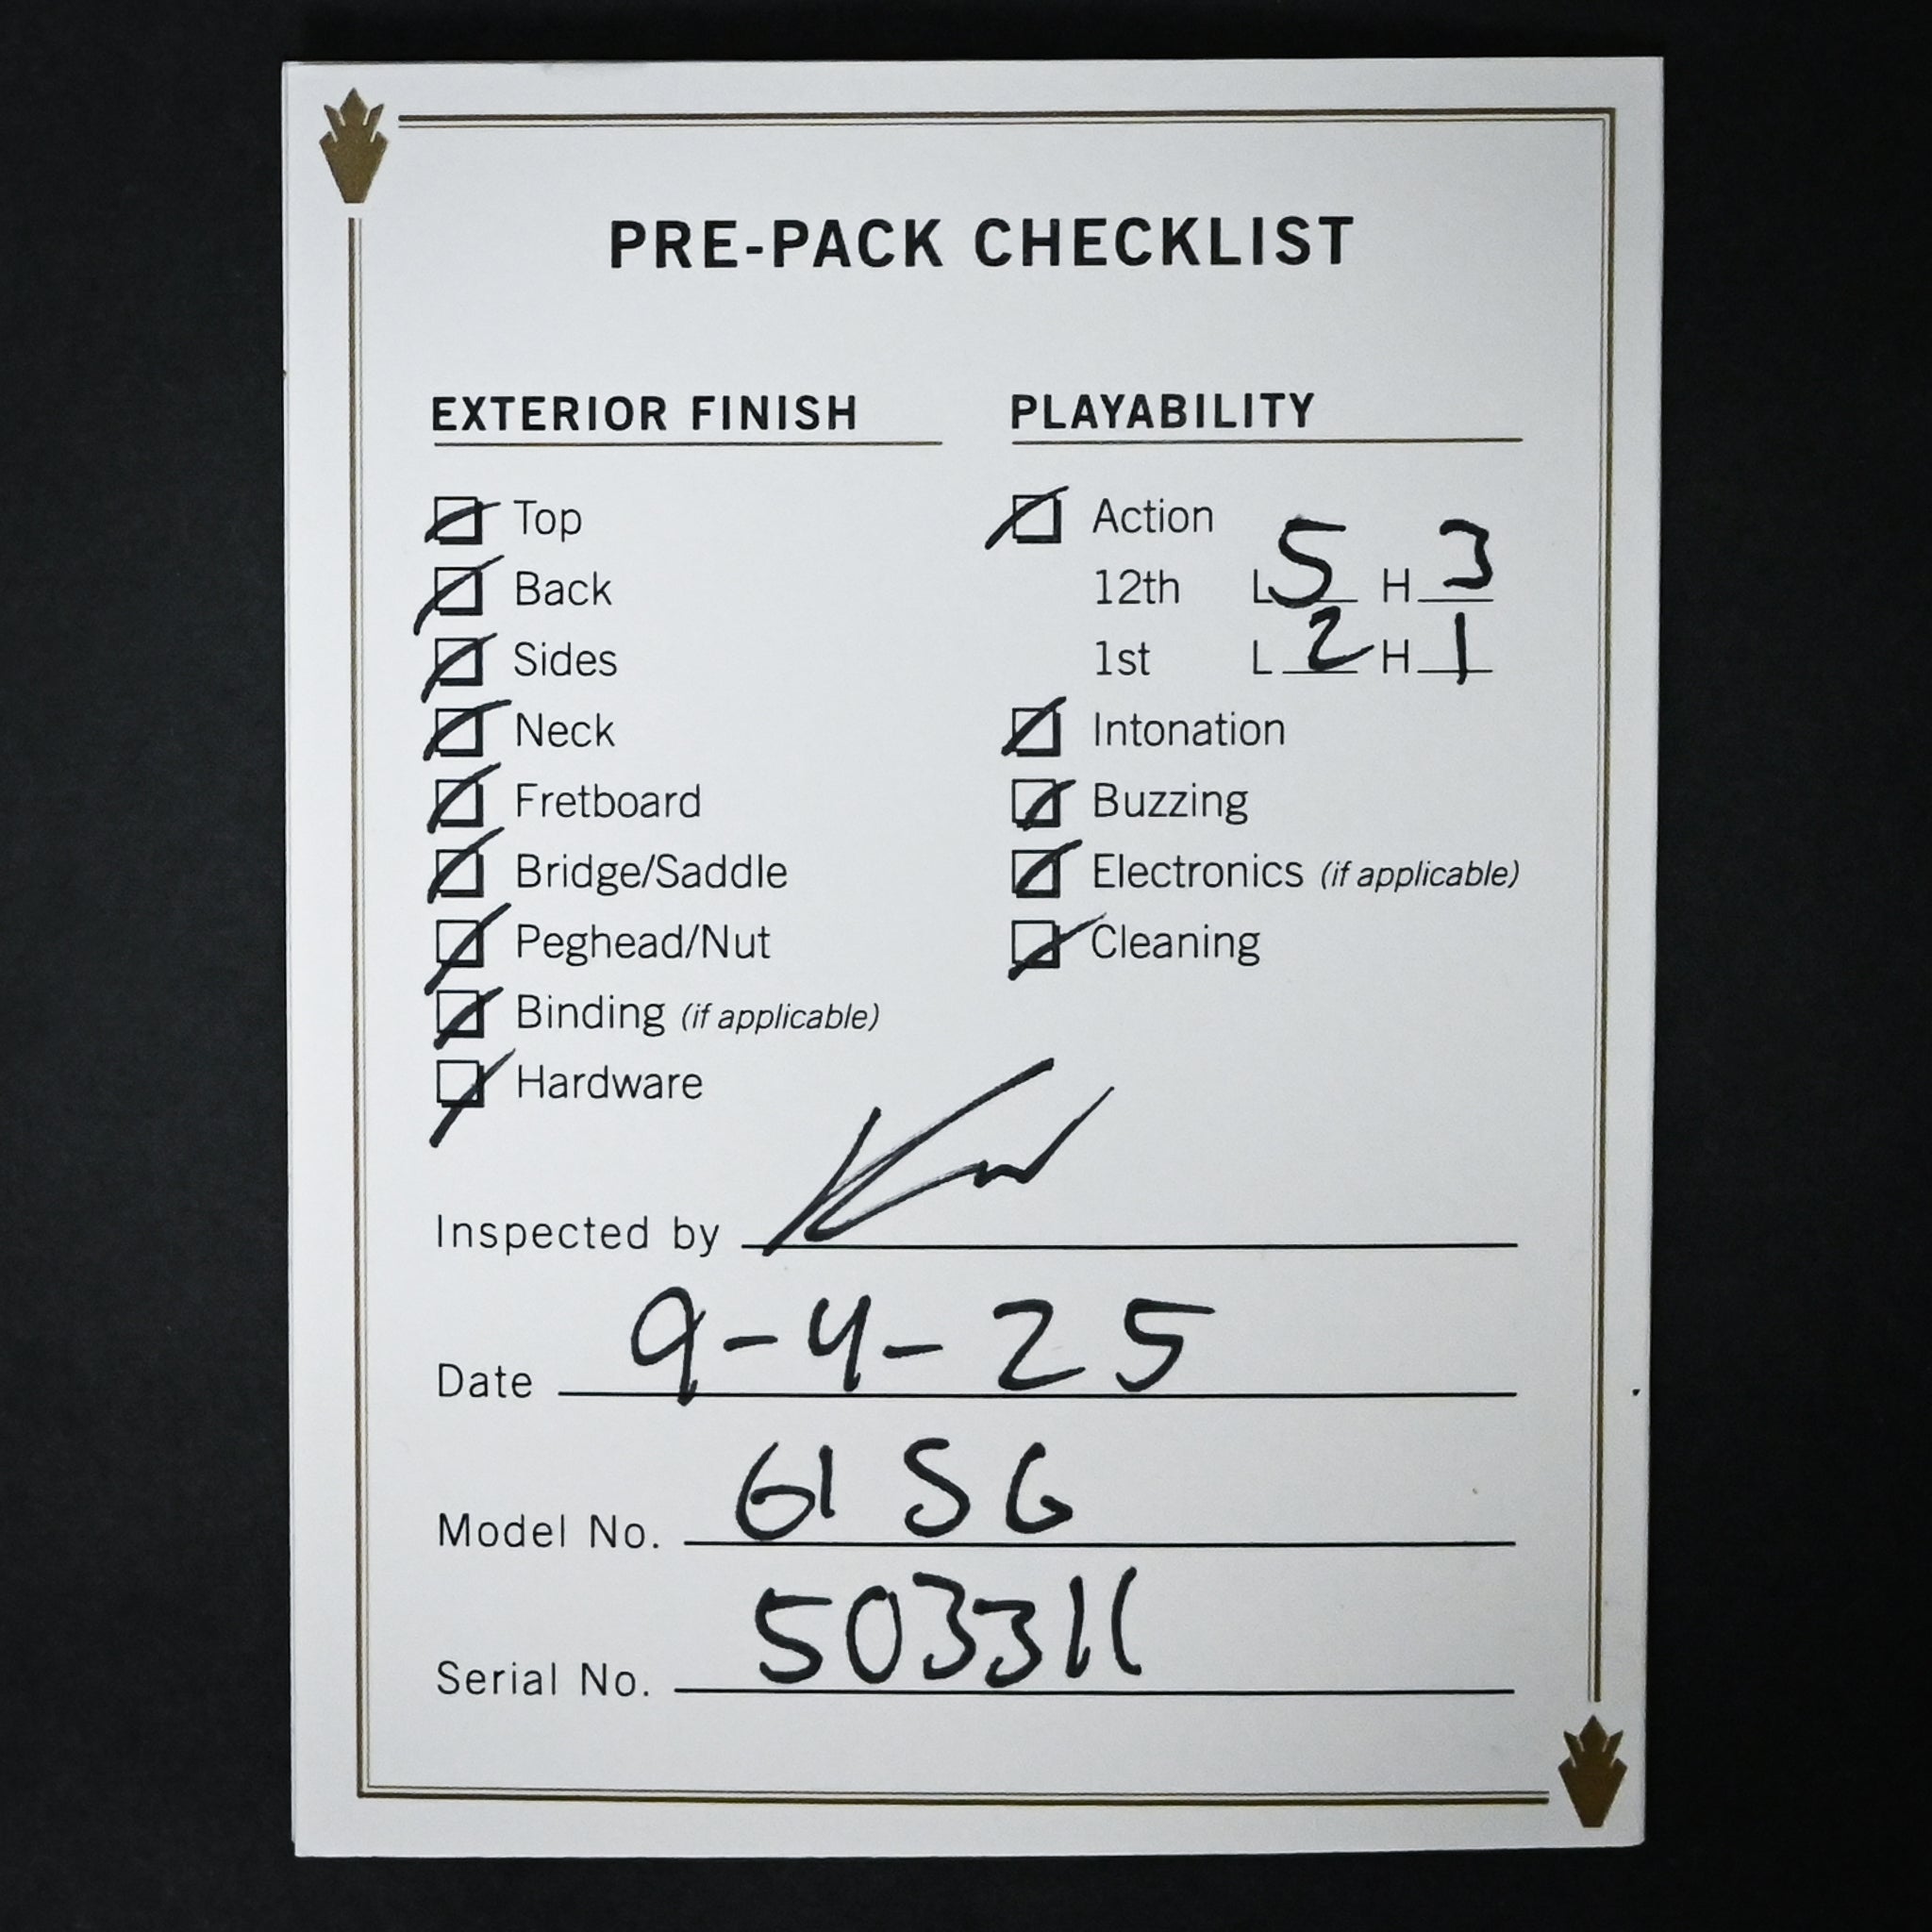 PRE-PACK CHECKLIST
EXTERIOR FINISH
Top
Back
Sides
Neck
Fretboard
Bridge/Saddle
Peghead/Nut
Binding (if applicable)
Hardware
PLAYABILITY
Action
12th L 5 H 3
1st L 2 H 1
Intonation
Buzzing
Electronics (if applicable)
Cleaning
Inspected by
Date 9-4-25
Model No. 61 SG
Serial No. 503311